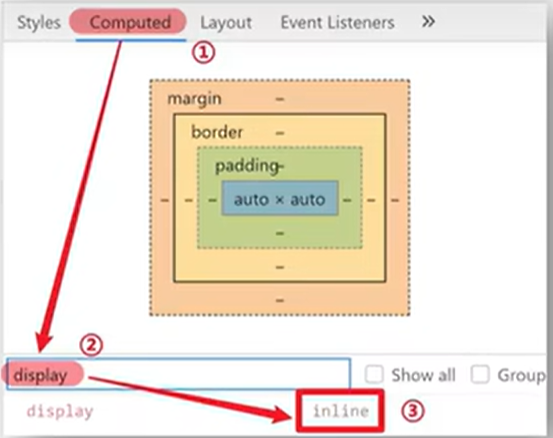 Styles Computed Layout Event Listeners »
①
margin –
border –
padding –
– – – auto × auto – – –
–
–
–
②
display Show all Group
display inline ③